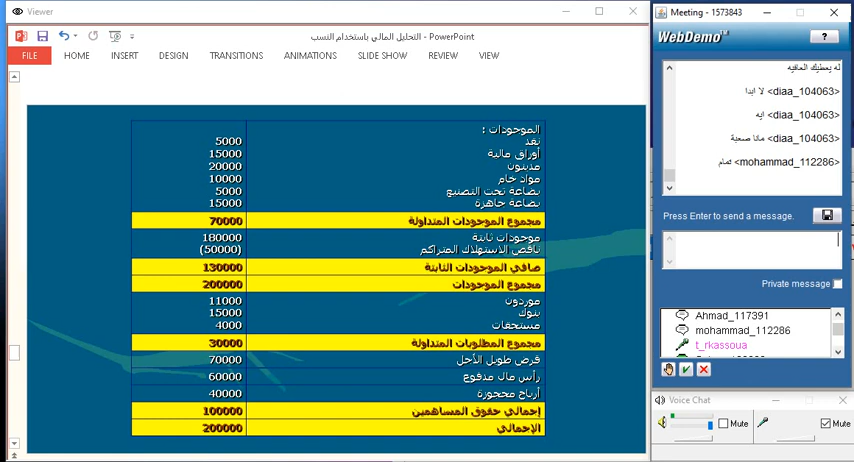 Viewer
التحليل المالي باستخدام النسب - PowerPoint
FILE HOME INSERT DESIGN TRANSITIONS ANIMATIONS SLIDE SHOW REVIEW VIEW
الموجودات :
نقد 5000
أوراق مالية 15000
مدينون 20000
مواد خام 10000
بضاعة تحت التصنيع 5000
بضاعة جاهزة 15000
مجموع الموجودات المتداولة 70000
موجودات ثابتة 180000
ناقص الاستهلاك المتراكم (50000)
صافي الموجودات الثابتة 130000
مجموع الموجودات 200000
موردون 11000
بنوك 15000
مستحقات 4000
مجموع المطلوبات المتداولة 30000
قرض طويل الأجل 70000
رأس مال مدفوع 60000
أرباح محجوزة 40000
إجمالي حقوق المساهمين 100000
الإجمالي 200000
Meeting - 1573843
WebDemo™
?
له يعطيك العافيه
<diaa_104063> لا ابدا
<diaa_104063> ايه
<diaa_104063> مانا صعبة
<mohammad_112286> تمام
Press Enter to send a message.
Private message
Ahmad_117391
mohammad_112286
t_rkassoua
Voice Chat
Mute
Mute